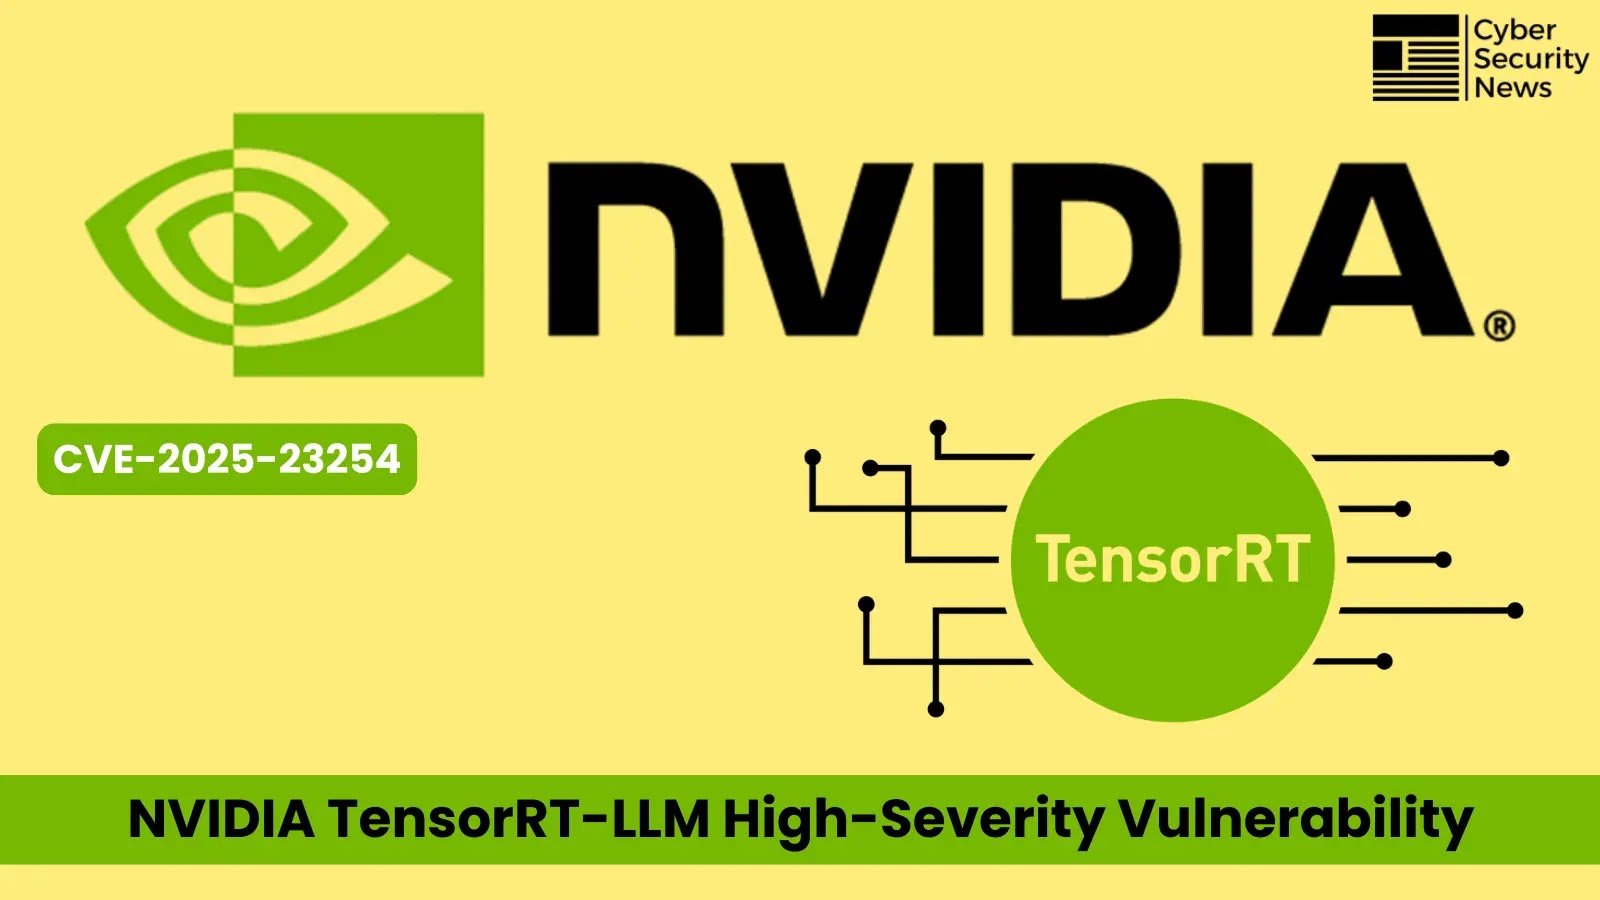 Cyber
Security
News
NVIDIA®
CVE-2025-23254
TensorRT
NVIDIA TensorRT-LLM High-Severity Vulnerability